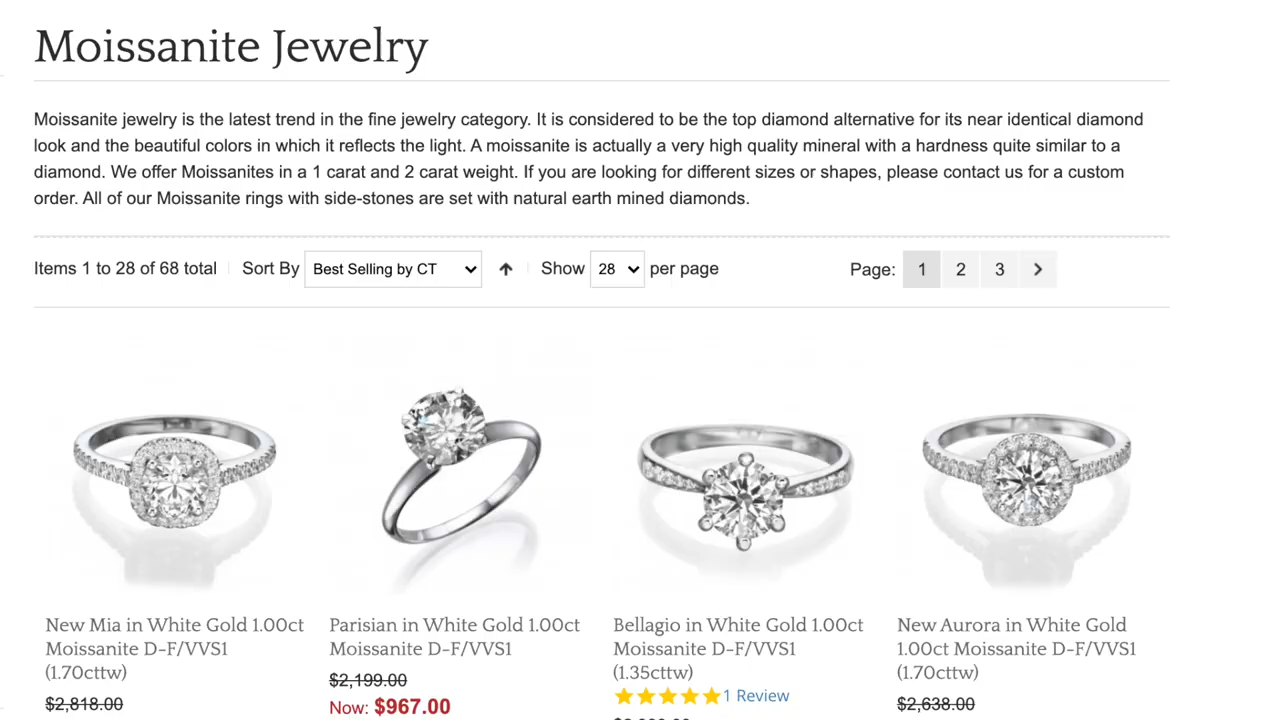 Moissanite Jewelry
Moissanite jewelry is the latest trend in the fine jewelry category. It is considered to be the top diamond alternative for its near identical diamond
look and the beautiful colors in which it reflects the light. A moissanite is actually a very high quality mineral with a hardness quite similar to a
diamond. We offer Moissanites in a 1 carat and 2 carat weight. If you are looking for different sizes or shapes, please contact us for a custom
order. All of our Moissanite rings with side-stones are set with natural earth mined diamonds.
Items 1 to 28 of 68 total Sort By Best Selling by CT Show 28 per page Page: 1 2 3
New Mia in White Gold 1.00ct
Moissanite D-F/VVS1
(1.70cttw)
$2,818.00
Parisian in White Gold 1.00ct
Moissanite D-F/VVS1
$2,199.00
Now: $967.00
Bellagio in White Gold 1.00ct
Moissanite D-F/VVS1
(1.35cttw)
1 Review
New Aurora in White Gold
1.00ct Moissanite D-F/VVS1
(1.70cttw)
$2,638.00